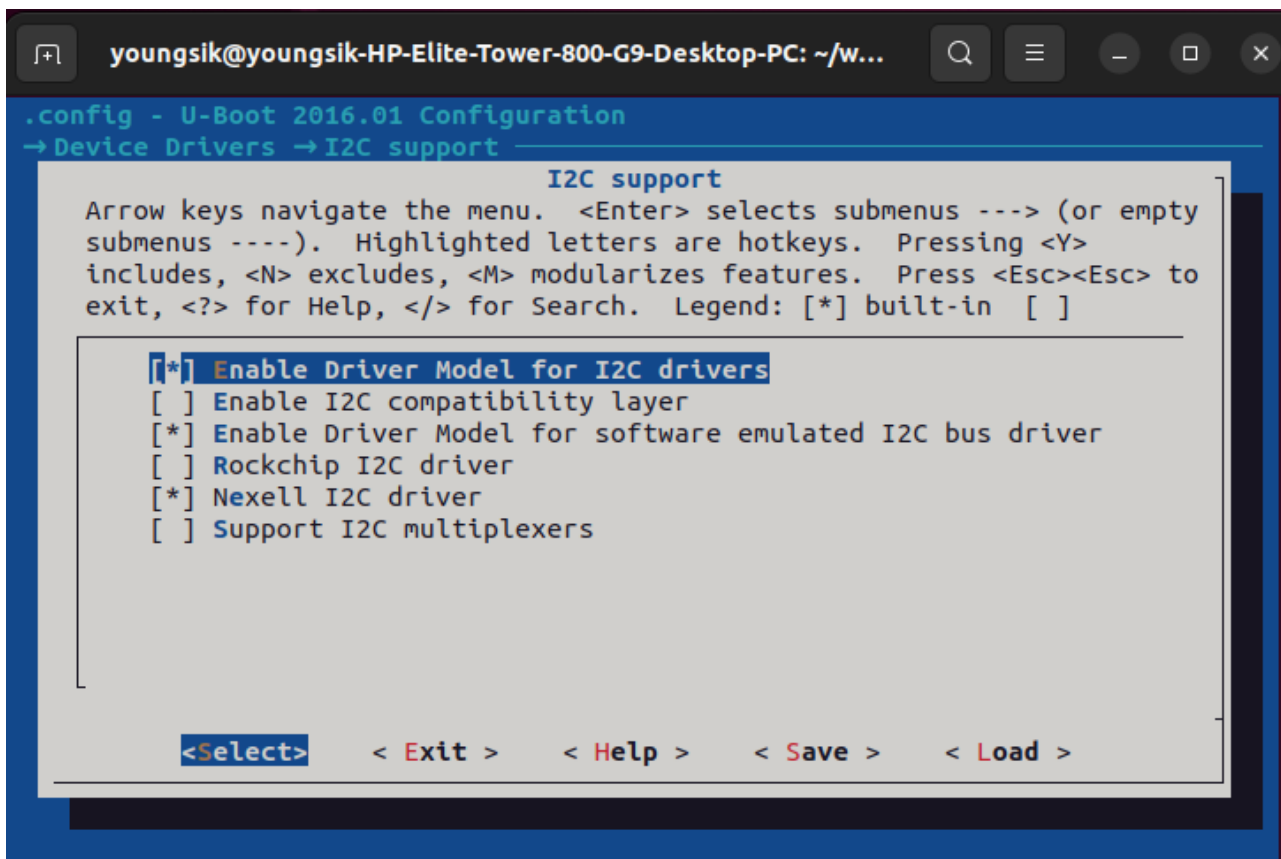 youngsik@youngsik-HP-Elite-Tower-800-G9-Desktop-PC: ~/w...
.config - U-Boot 2016.01 Configuration
→ Device Drivers → I2C support
I2C support
Arrow keys navigate the menu.  <Enter> selects submenus ---> (or empty
submenus ----).  Highlighted letters are hotkeys.  Pressing <Y>
includes, <N> excludes, <M> modularizes features.  Press <Esc><Esc> to
exit, <?> for Help, </> for Search.  Legend: [*] built-in  [ ]
[*] Enable Driver Model for I2C drivers
[ ] Enable I2C compatibility layer
[*] Enable Driver Model for software emulated I2C bus driver
[ ] Rockchip I2C driver
[*] Nexell I2C driver
[ ] Support I2C multiplexers
<Select>    < Exit >    < Help >    < Save >    < Load >